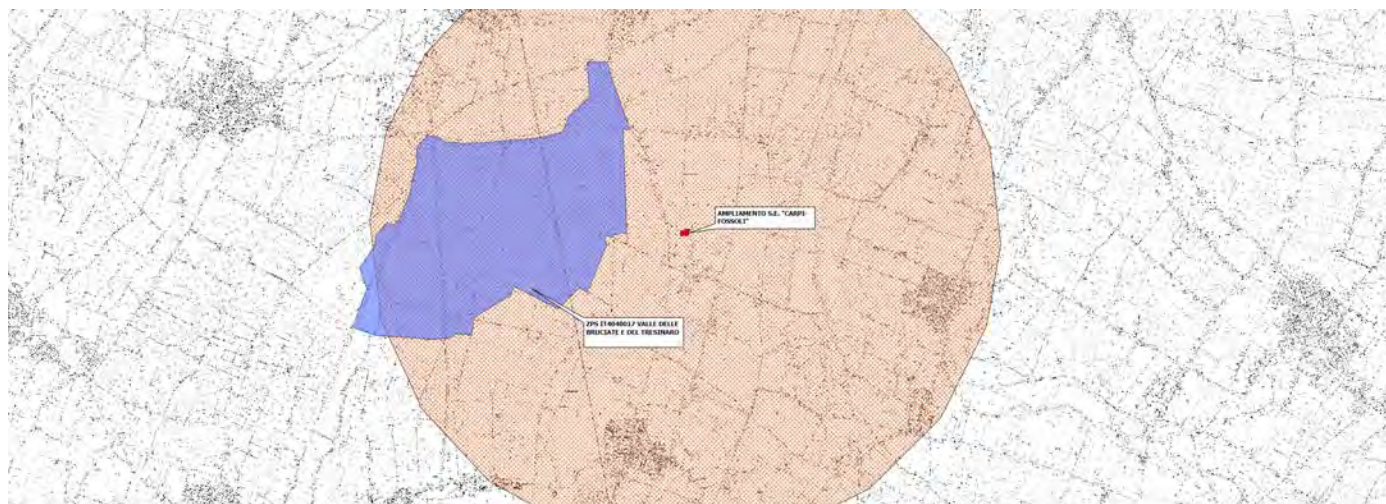 AMPLIAMENTO S.E. "CARPI-
FOSSOLI"
ZPS IT4040017 VALLE DELLE
BRUCIATE E DEL TRESINARO